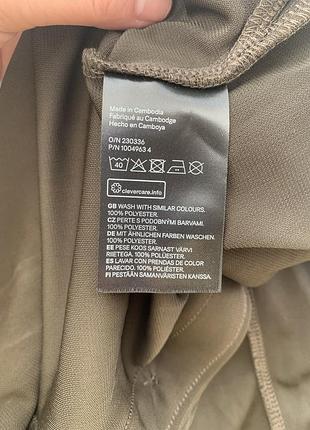 Made in Cambodia
Fabriqué au Cambodge
Hecho en Camboya
O/N 230336
P/N 1004963 4
40
clevercare.info
GB WASH WITH SIMILAR COLOURS.
100% POLYESTER.
CZ PERTE S PODOBNÝMI BARVAMI.
100% POLYESTER.
DE MIT ÄHNLICHEN FARBEN WASCHEN.
100% POLYESTER.
EE PESE KOOS SARNAST VÄRVI
RIIETEGA. 100% POLYESTER.
ES LAVAR CON PRENDAS DE COLOR
PARECIDO. 100% POLIÉSTER.
FI PESTÄÄN SAMANVÄRISTEN KANSSA.